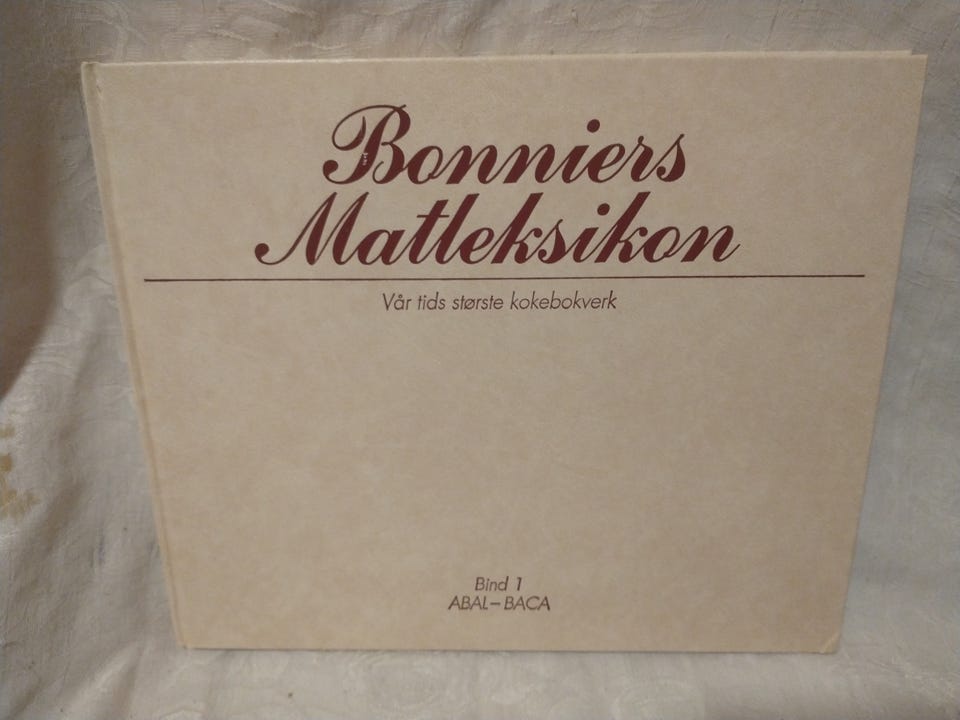 Bonniers
Matleksikon
Vår tids største kokebokverk
Bind 1
ABAL–BACA